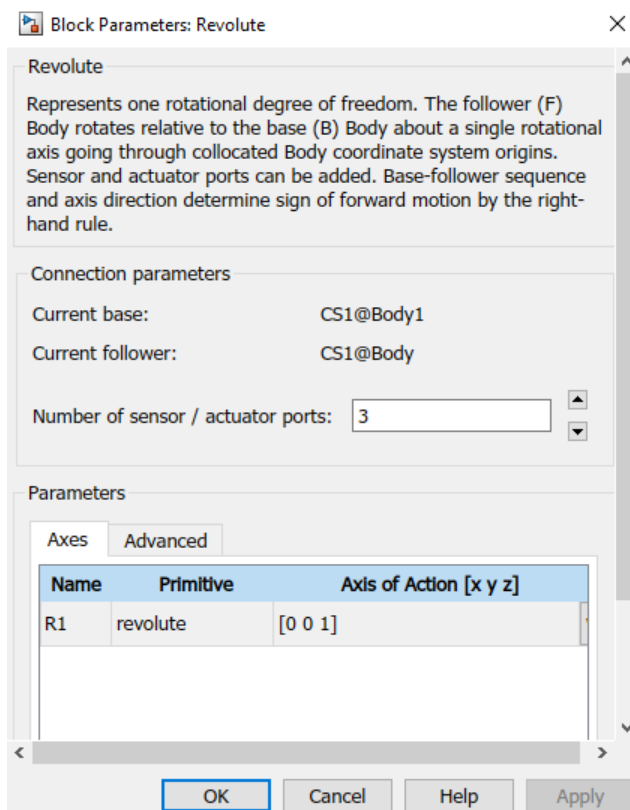 Block Parameters: Revolute
Revolute
Represents one rotational degree of freedom. The follower (F)
Body rotates relative to the base (B) Body about a single rotational
axis going through collocated Body coordinate system origins.
Sensor and actuator ports can be added. Base-follower sequence
and axis direction determine sign of forward motion by the right-
hand rule.
Connection parameters
Current base: CS1@Body1
Current follower: CS1@Body
Number of sensor / actuator ports: 3
Parameters
Axes Advanced
Name Primitive Axis of Action [x y z]
R1 revolute [0 0 1]
OK Cancel Help Apply